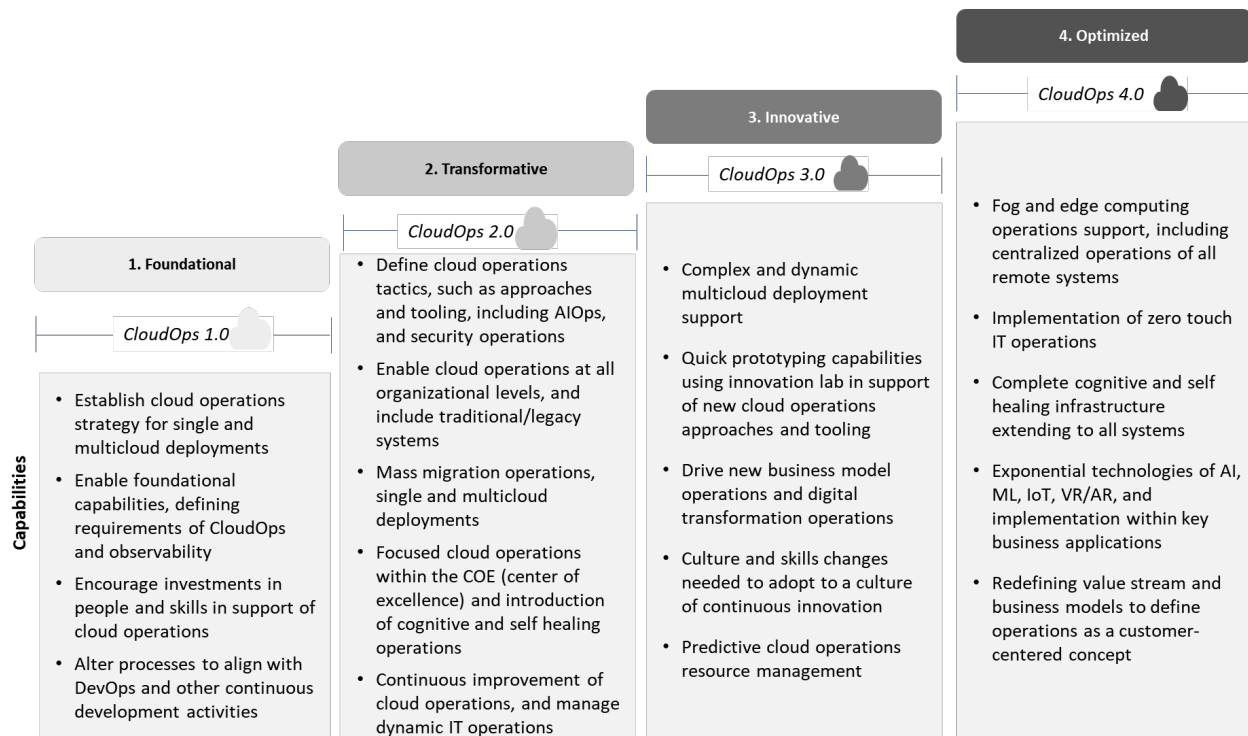 4. Optimized
CloudOps 4.0
3. Innovative
CloudOps 3.0
2. Transformative
CloudOps 2.0
1. Foundational
CloudOps 1.0
Capabilities
• Establish cloud operations
strategy for single and
multicloud deployments
• Enable foundational
capabilities, defining
requirements of CloudOps
and observability
• Encourage investments in
people and skills in support of
cloud operations
• Alter processes to align with
DevOps and other continuous
development activities
• Define cloud operations
tactics, such as approaches
and tooling, including AIOps,
and security operations
• Enable cloud operations at all
organizational levels, and
include traditional/legacy
systems
• Mass migration operations,
single and multicloud
deployments
• Focused cloud operations
within the COE (center of
excellence) and introduction
of cognitive and self healing
operations
• Continuous improvement of
cloud operations, and manage
dynamic IT operations
• Complex and dynamic
multicloud deployment
support
• Quick prototyping capabilities
using innovation lab in support
of new cloud operations
approaches and tooling
• Drive new business model
operations and digital
transformation operations
• Culture and skills changes
needed to adopt to a culture
of continuous innovation
• Predictive cloud operations
resource management
• Fog and edge computing
operations support, including
centralized operations of all
remote systems
• Implementation of zero touch
IT operations
• Complete cognitive and self
healing infrastructure
extending to all systems
• Exponential technologies of AI,
ML, IoT, VR/AR, and
implementation within key
business applications
• Redefining value stream and
business models to define
operations as a customer-
centered concept